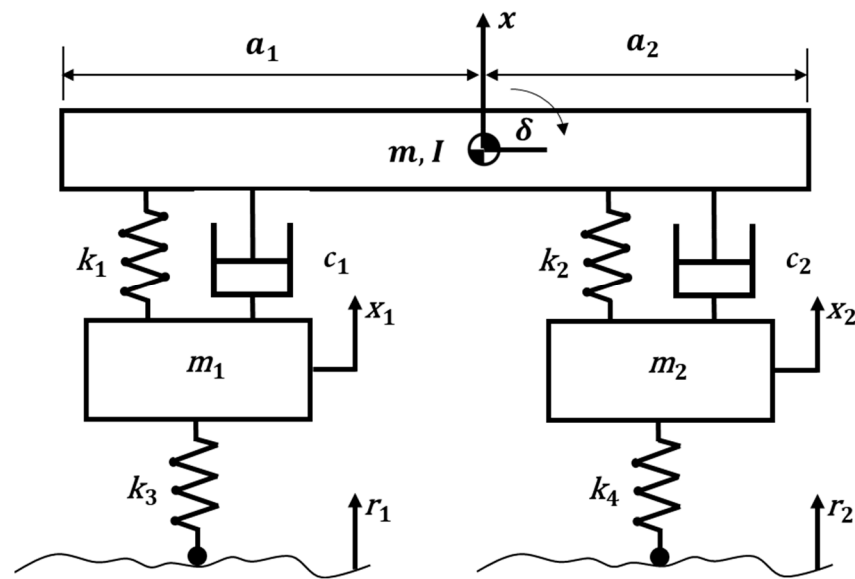 x
a₁
a₂
δ
m, I
k₁
c₁
k₂
c₂
x₁
x₂
m₁
m₂
k₃
r₁
k₄
r₂